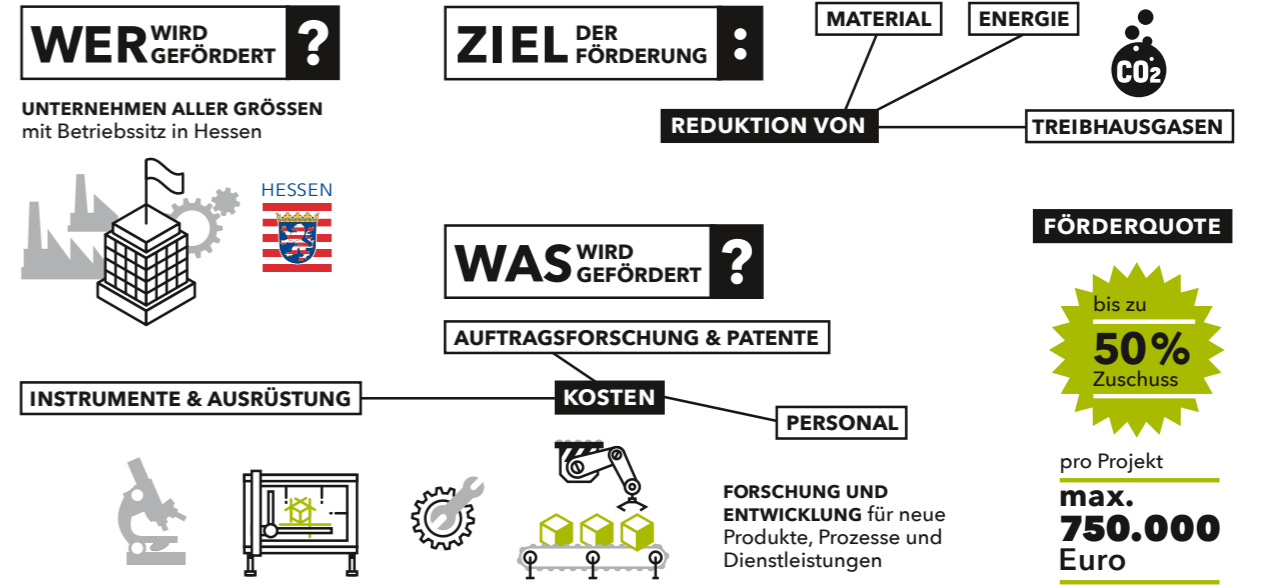 WER WIRD GEFÖRDERT ?
UNTERNEHMEN ALLER GRÖSSEN
mit Betriebssitz in Hessen
HESSEN
ZIEL DER FÖRDERUNG :
MATERIAL
ENERGIE
CO2
REDUKTION VON
TREIBHAUSGASEN
WAS WIRD GEFÖRDERT ?
AUFTRAGSFORSCHUNG & PATENTE
INSTRUMENTE & AUSRÜSTUNG
KOSTEN
PERSONAL
FORSCHUNG UND
ENTWICKLUNG für neue
Produkte, Prozesse und
Dienstleistungen
FÖRDERQUOTE
bis zu
50%
Zuschuss
pro Projekt
max.
750.000
Euro